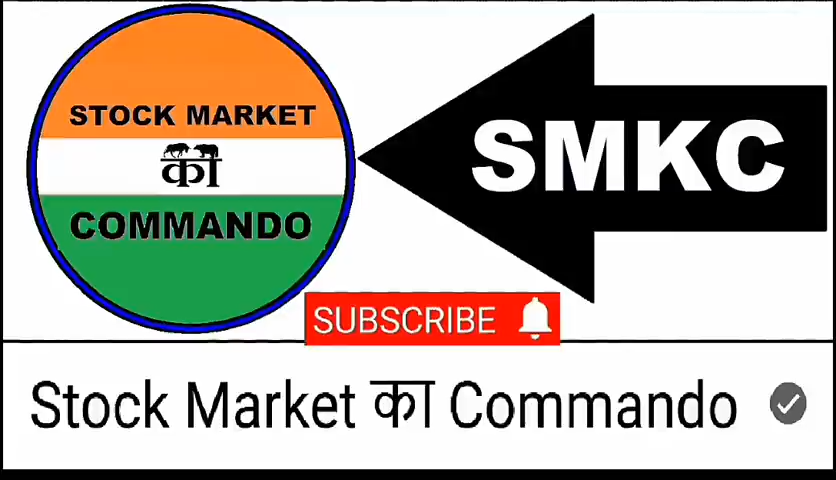 STOCK MARKET
का
COMMANDO
SMKC
SUBSCRIBE
Stock Market का Commando